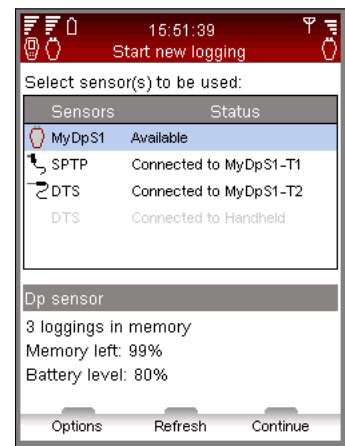 15:51:39
Start new logging
Select sensor(s) to be used:
Sensors Status
MyDpS1 Available
SPTP Connected to MyDpS1-T1
DTS Connected to MyDpS1-T2
DTS Connected to Handheld
Dp sensor
3 loggings in memory
Memory left: 99%
Battery level: 80%
Options Refresh Continue